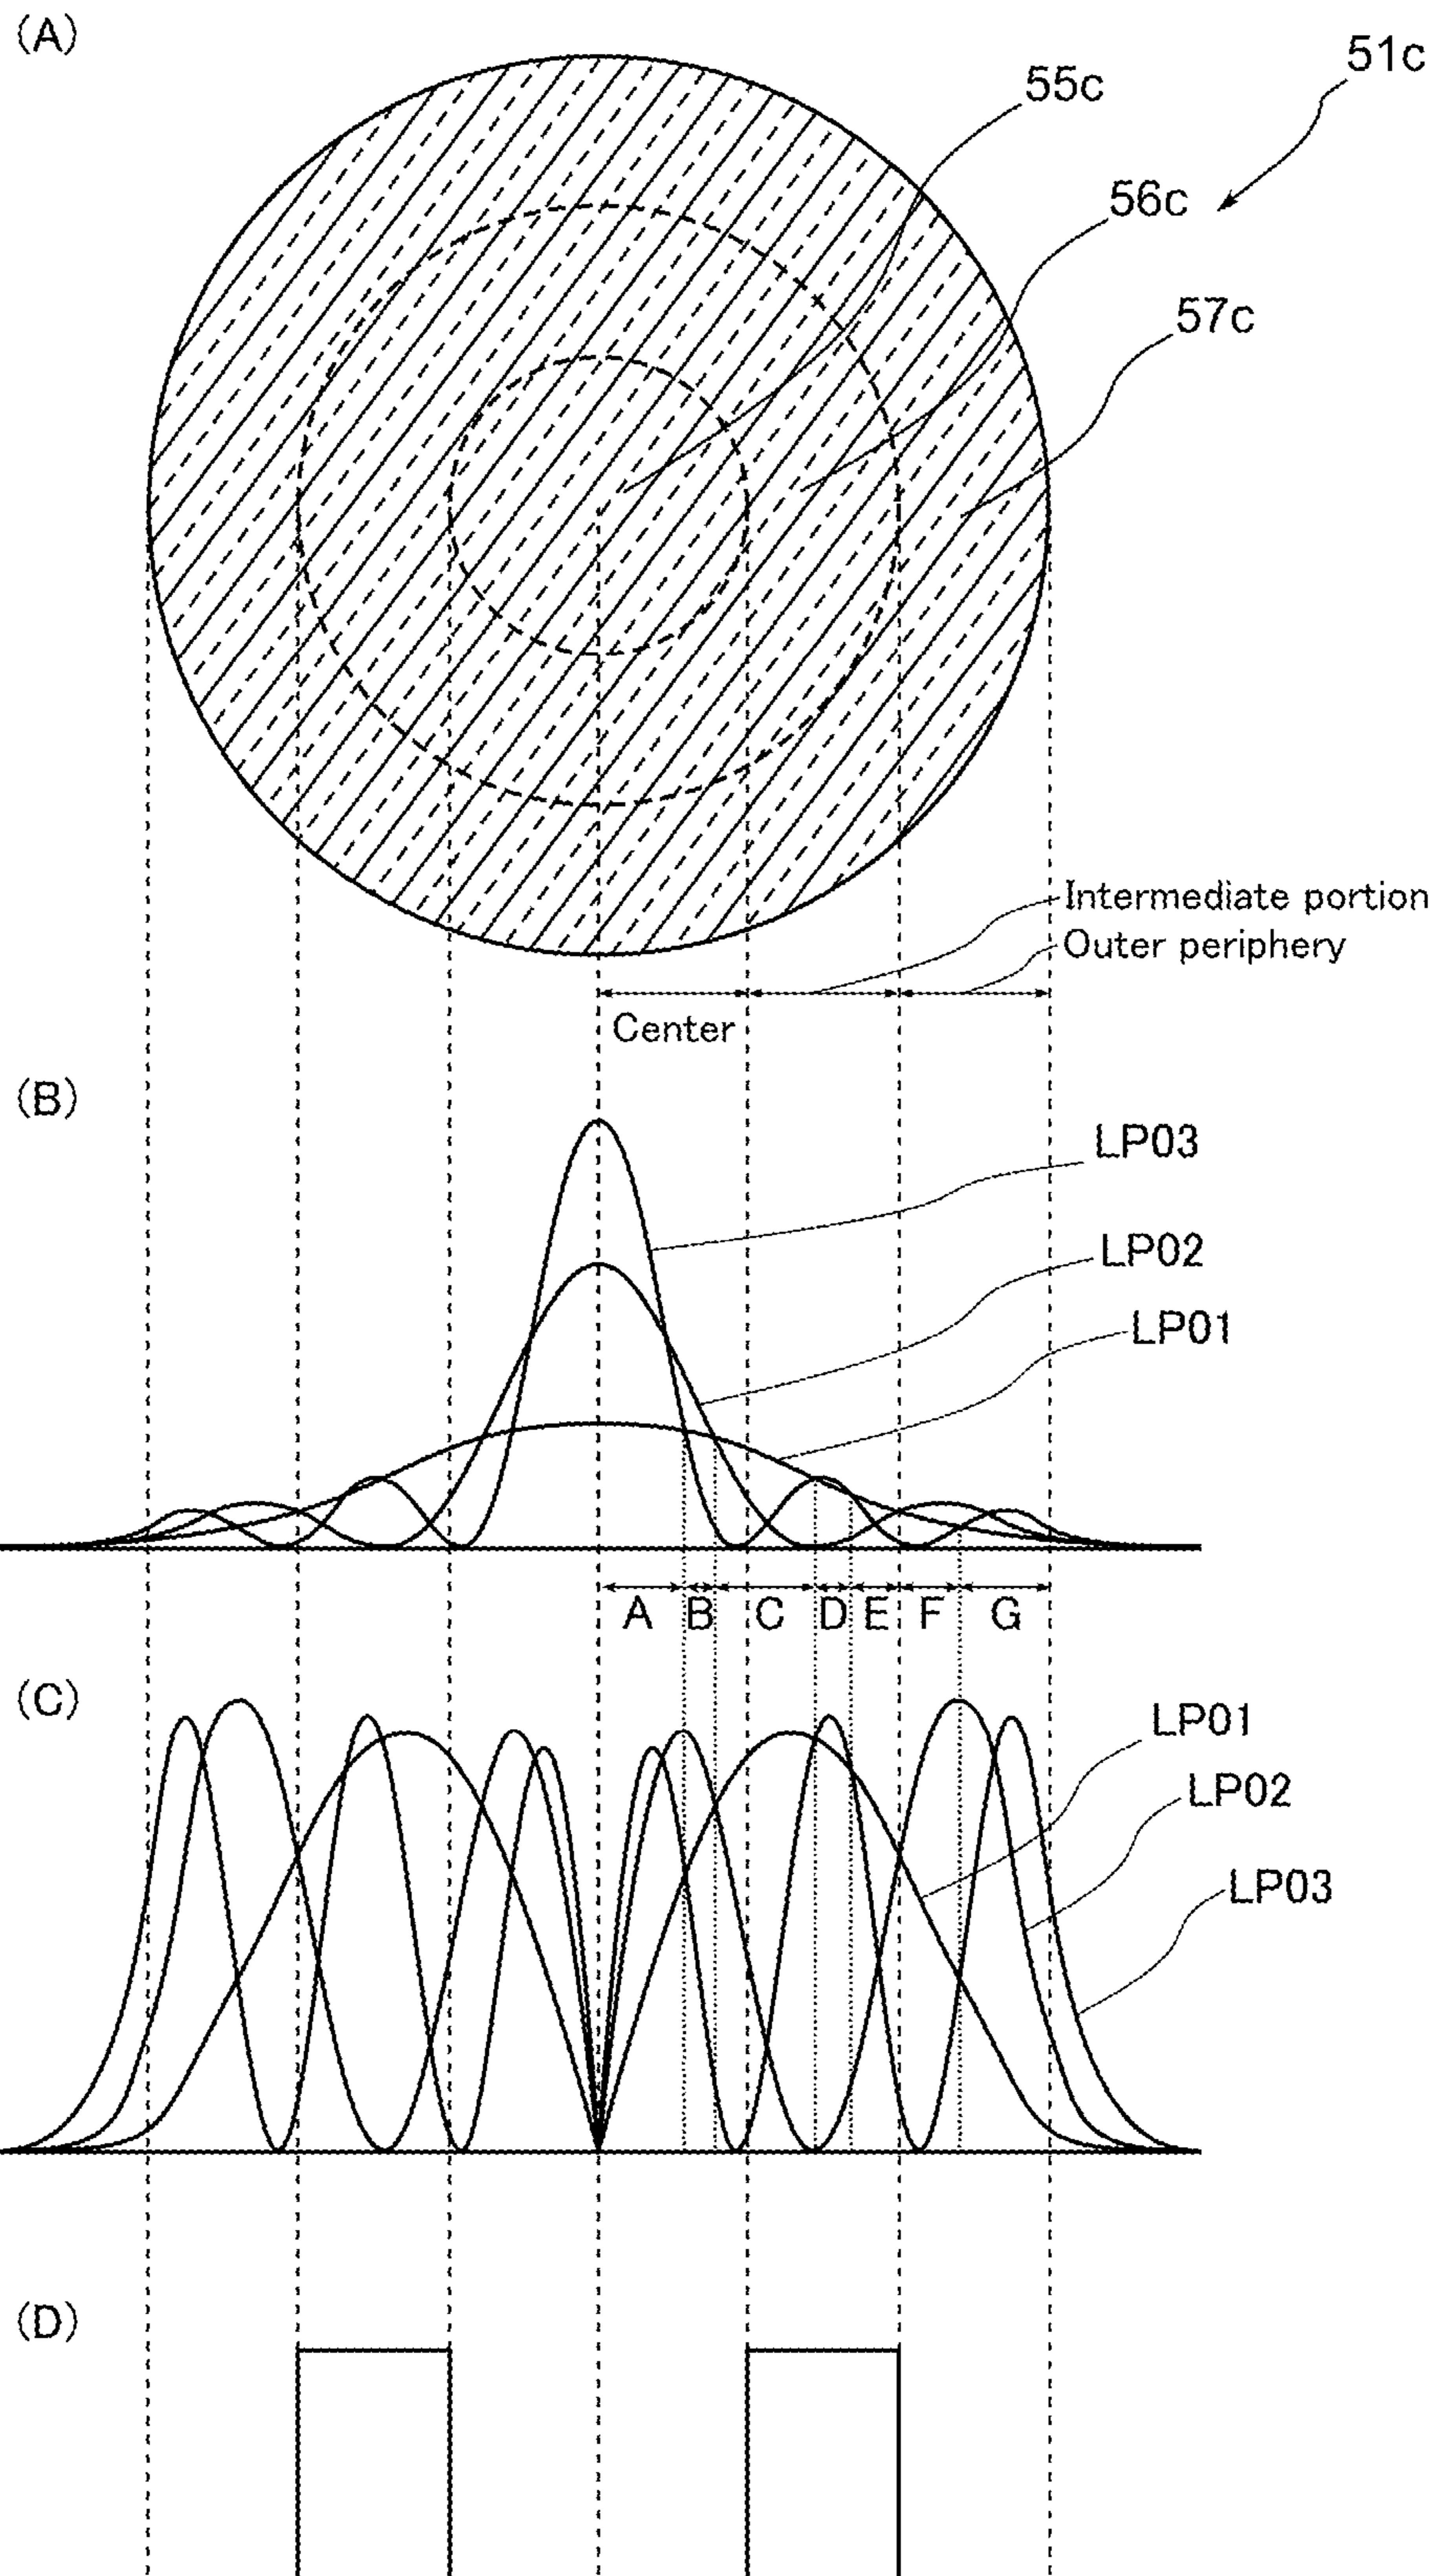 (A)
51c
55c
56c
57c
Intermediate portion
Outer periphery
Center
(B)
LP03
LP02
LP01
A B C D E F G
(C)
LP01
LP02
LP03
(D)